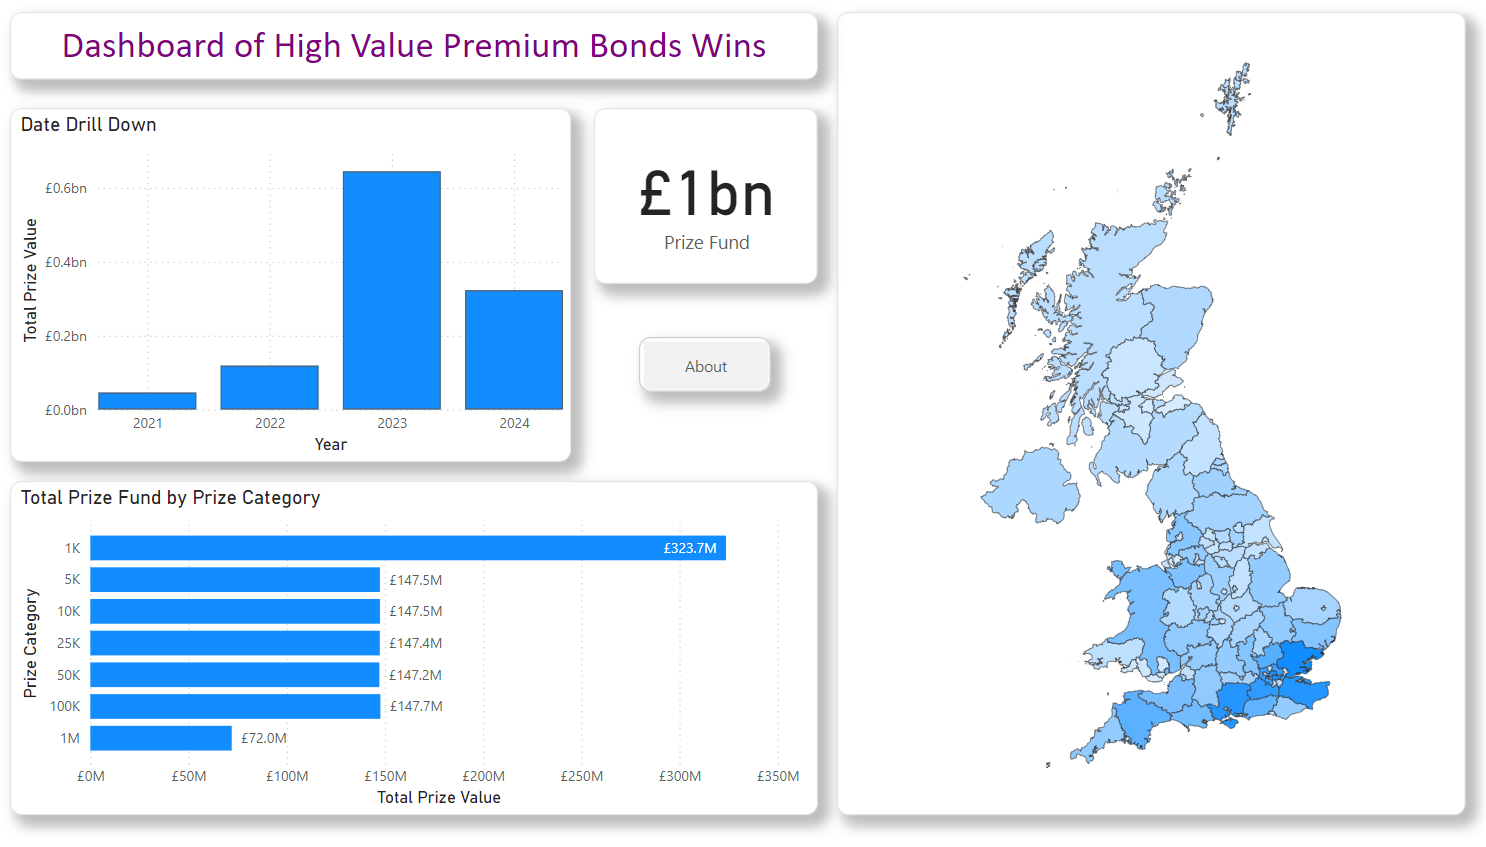 Dashboard of High Value Premium Bonds Wins
Date Drill Down
Total Prize Value
£0.6bn
£0.4bn
£0.2bn
£0.0bn
2021 2022 2023 2024
Year
£1bn
Prize Fund
About
Total Prize Fund by Prize Category
Prize Category
1K £323.7M
5K £147.5M
10K £147.5M
25K £147.4M
50K £147.2M
100K £147.7M
1M £72.0M
£0M £50M £100M £150M £200M £250M £300M £350M
Total Prize Value